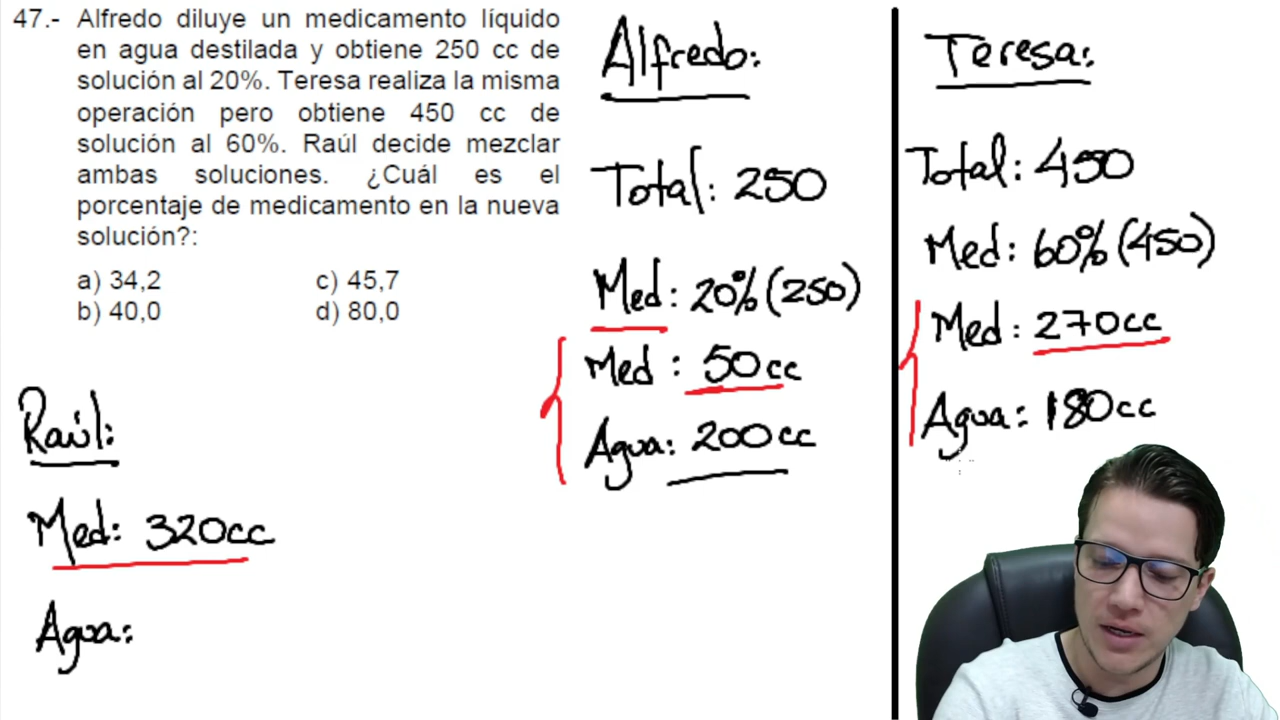 47.- Alfredo diluye un medicamento líquido
en agua destilada y obtiene 250 cc de
solución al 20%. Teresa realiza la misma
operación pero obtiene 450 cc de
solución al 60%. Raúl decide mezclar
ambas soluciones. ¿Cuál es el
porcentaje de medicamento en la nueva
solución?:
a) 34,2 c) 45,7
b) 40,0 d) 80,0
Raúl:
Med: 320cc
Agua:
Alfredo:
Total: 250
Med: 20% (250)
Med: 50cc
Agua: 200cc
Teresa:
Total: 450
Med: 60% (450)
Med: 270cc
Agua: 180cc